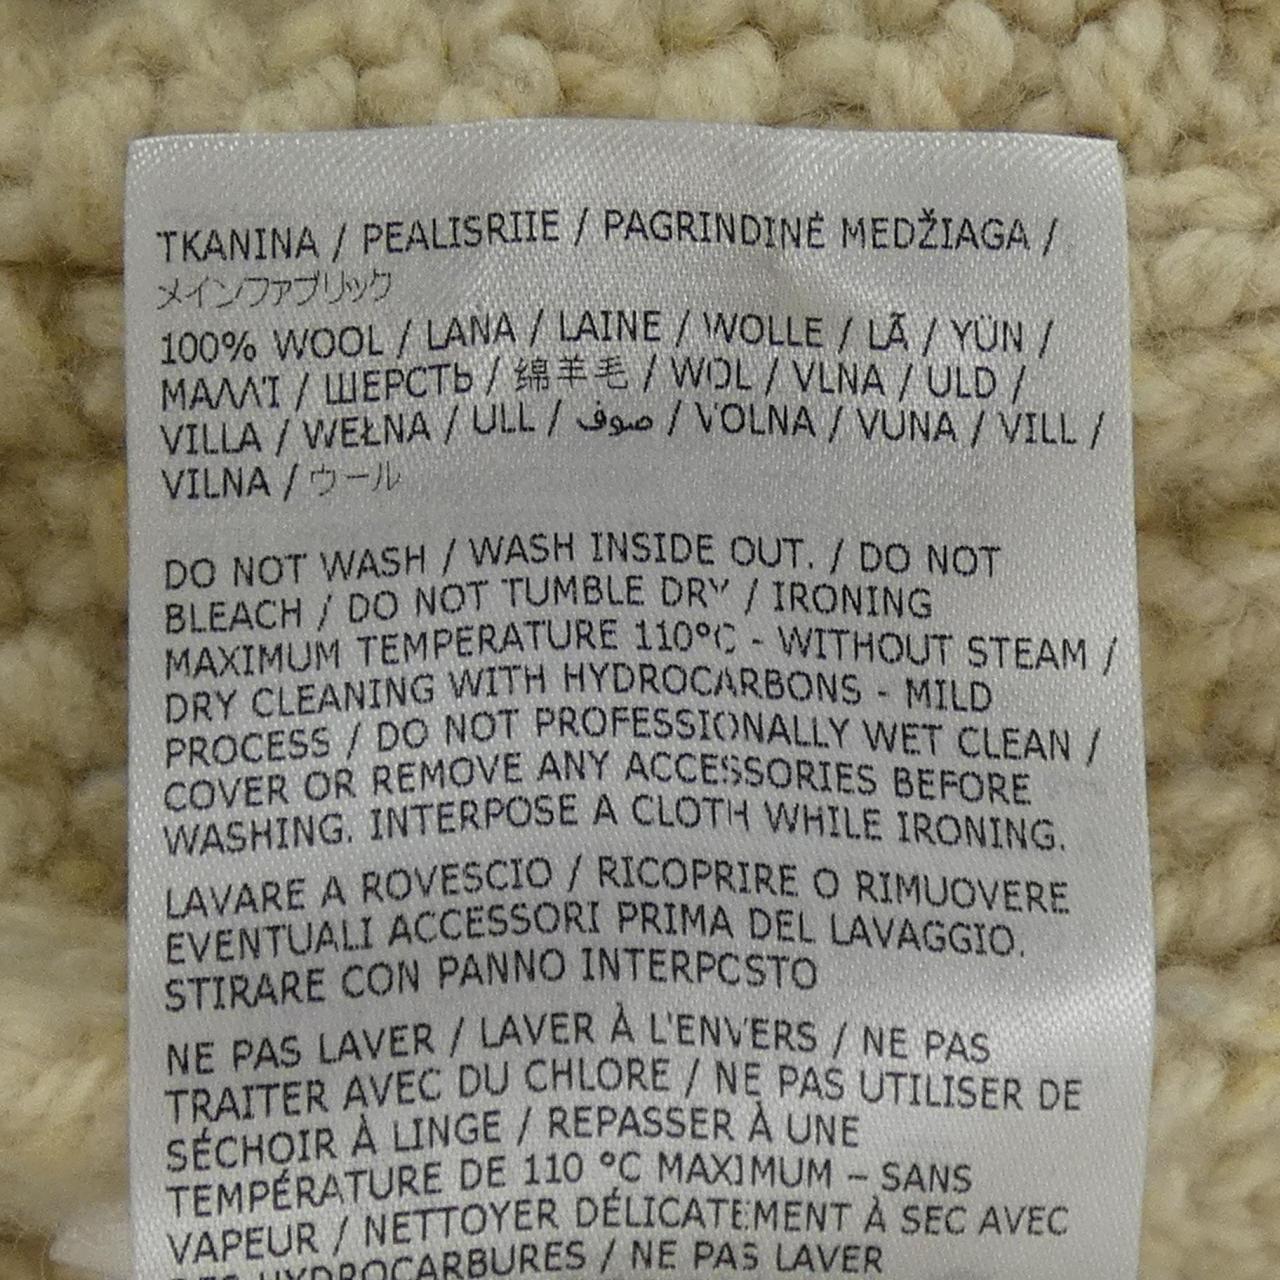 TKANINA / PEALISRIIE / PAGRINDINĖ MEDŽIAGA /
メインファブリック
100% WOOL / LANA / LAINE / WOLLE / LÃ / YÜN /
ΜΑΛΛΊ / ШЕРСТЬ / 绵羊毛 / WOL / VLNA / ULD /
VILLA / WEŁNA / ULL / صوف / VOLNA / VUNA / VILL /
VILNA / ウール
DO NOT WASH / WASH INSIDE OUT. / DO NOT
BLEACH / DO NOT TUMBLE DRY / IRONING
MAXIMUM TEMPERATURE 110°C - WITHOUT STEAM /
DRY CLEANING WITH HYDROCARBONS - MILD
PROCESS / DO NOT PROFESSIONALLY WET CLEAN /
COVER OR REMOVE ANY ACCESSORIES BEFORE
WASHING. INTERPOSE A CLOTH WHILE IRONING.
LAVARE A ROVESCIO / RICOPRIRE O RIMUOVERE
EVENTUALI ACCESSORI PRIMA DEL LAVAGGIO.
STIRARE CON PANNO INTERPOSTO
NE PAS LAVER / LAVER À L'ENVERS / NE PAS
TRAITER AVEC DU CHLORE / NE PAS UTILISER DE
SÉCHOIR À LINGE / REPASSER À UNE
TEMPÉRATURE DE 110 °C MAXIMUM – SANS
VAPEUR / NETTOYER DÉLICATEMENT À SEC AVEC
DES HYDROCARBURES / NE PAS LAVER